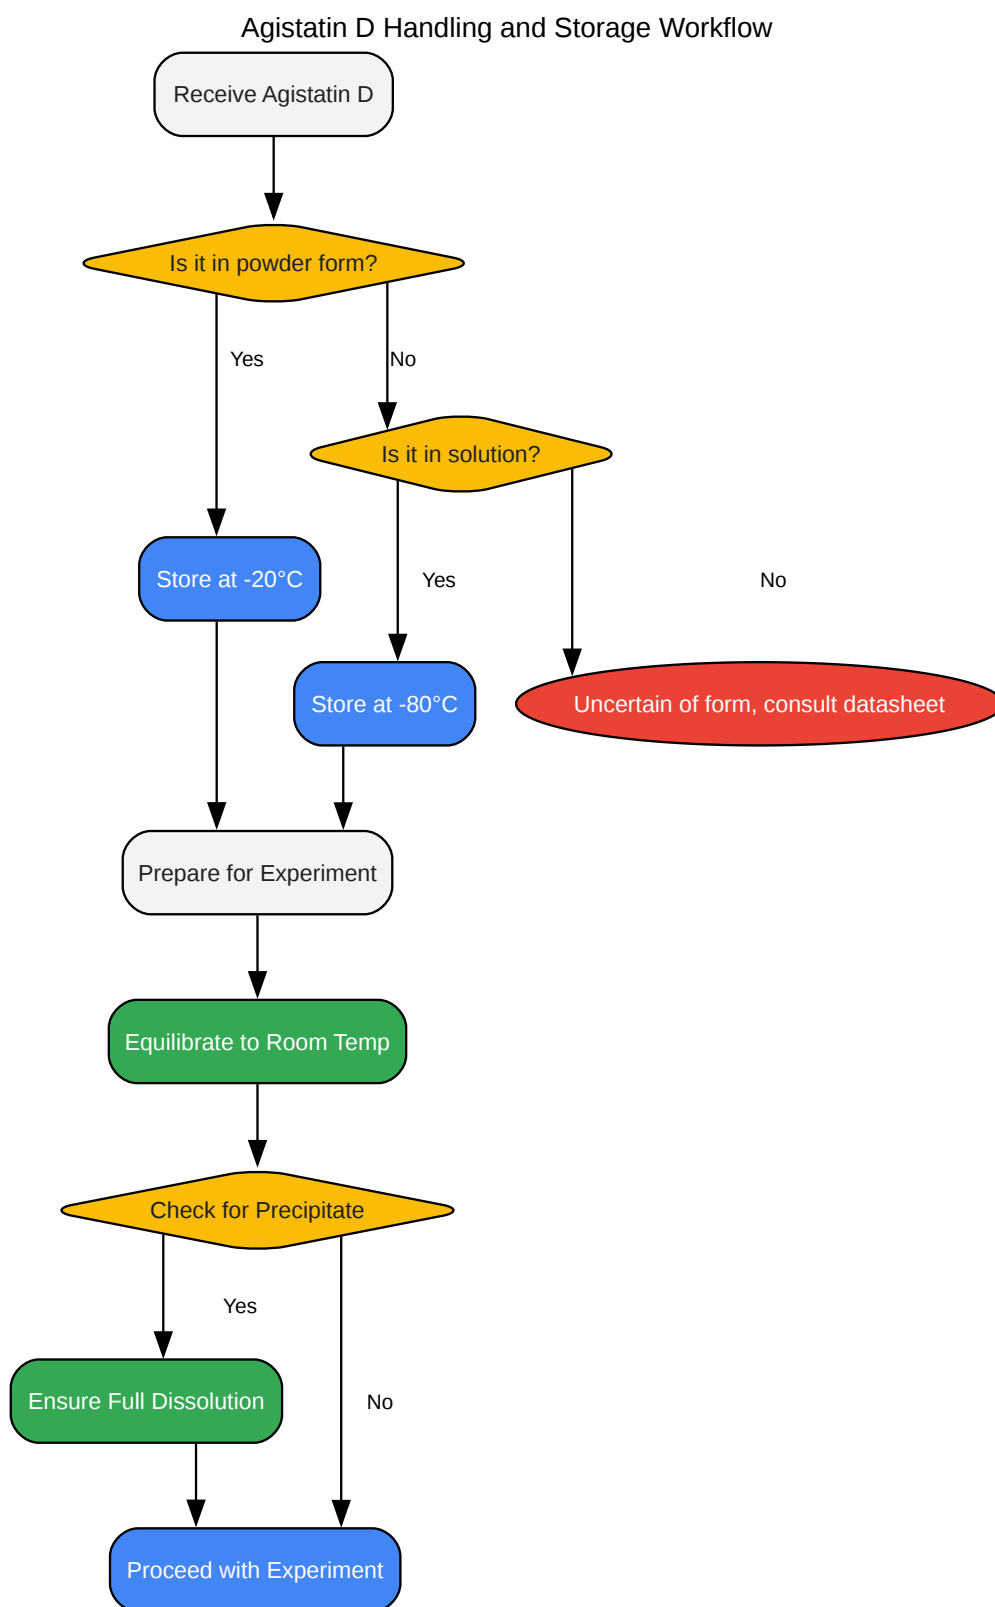 Agistatin D Handling and Storage Workflow
Receive Agistatin D
Is it in powder form?
Yes
No
Is it in solution?
Store at -20°C
Yes
No
Store at -80°C
Uncertain of form, consult datasheet
Prepare for Experiment
Equilibrate to Room Temp
Check for Precipitate
Yes
Ensure Full Dissolution
No
Proceed with Experiment